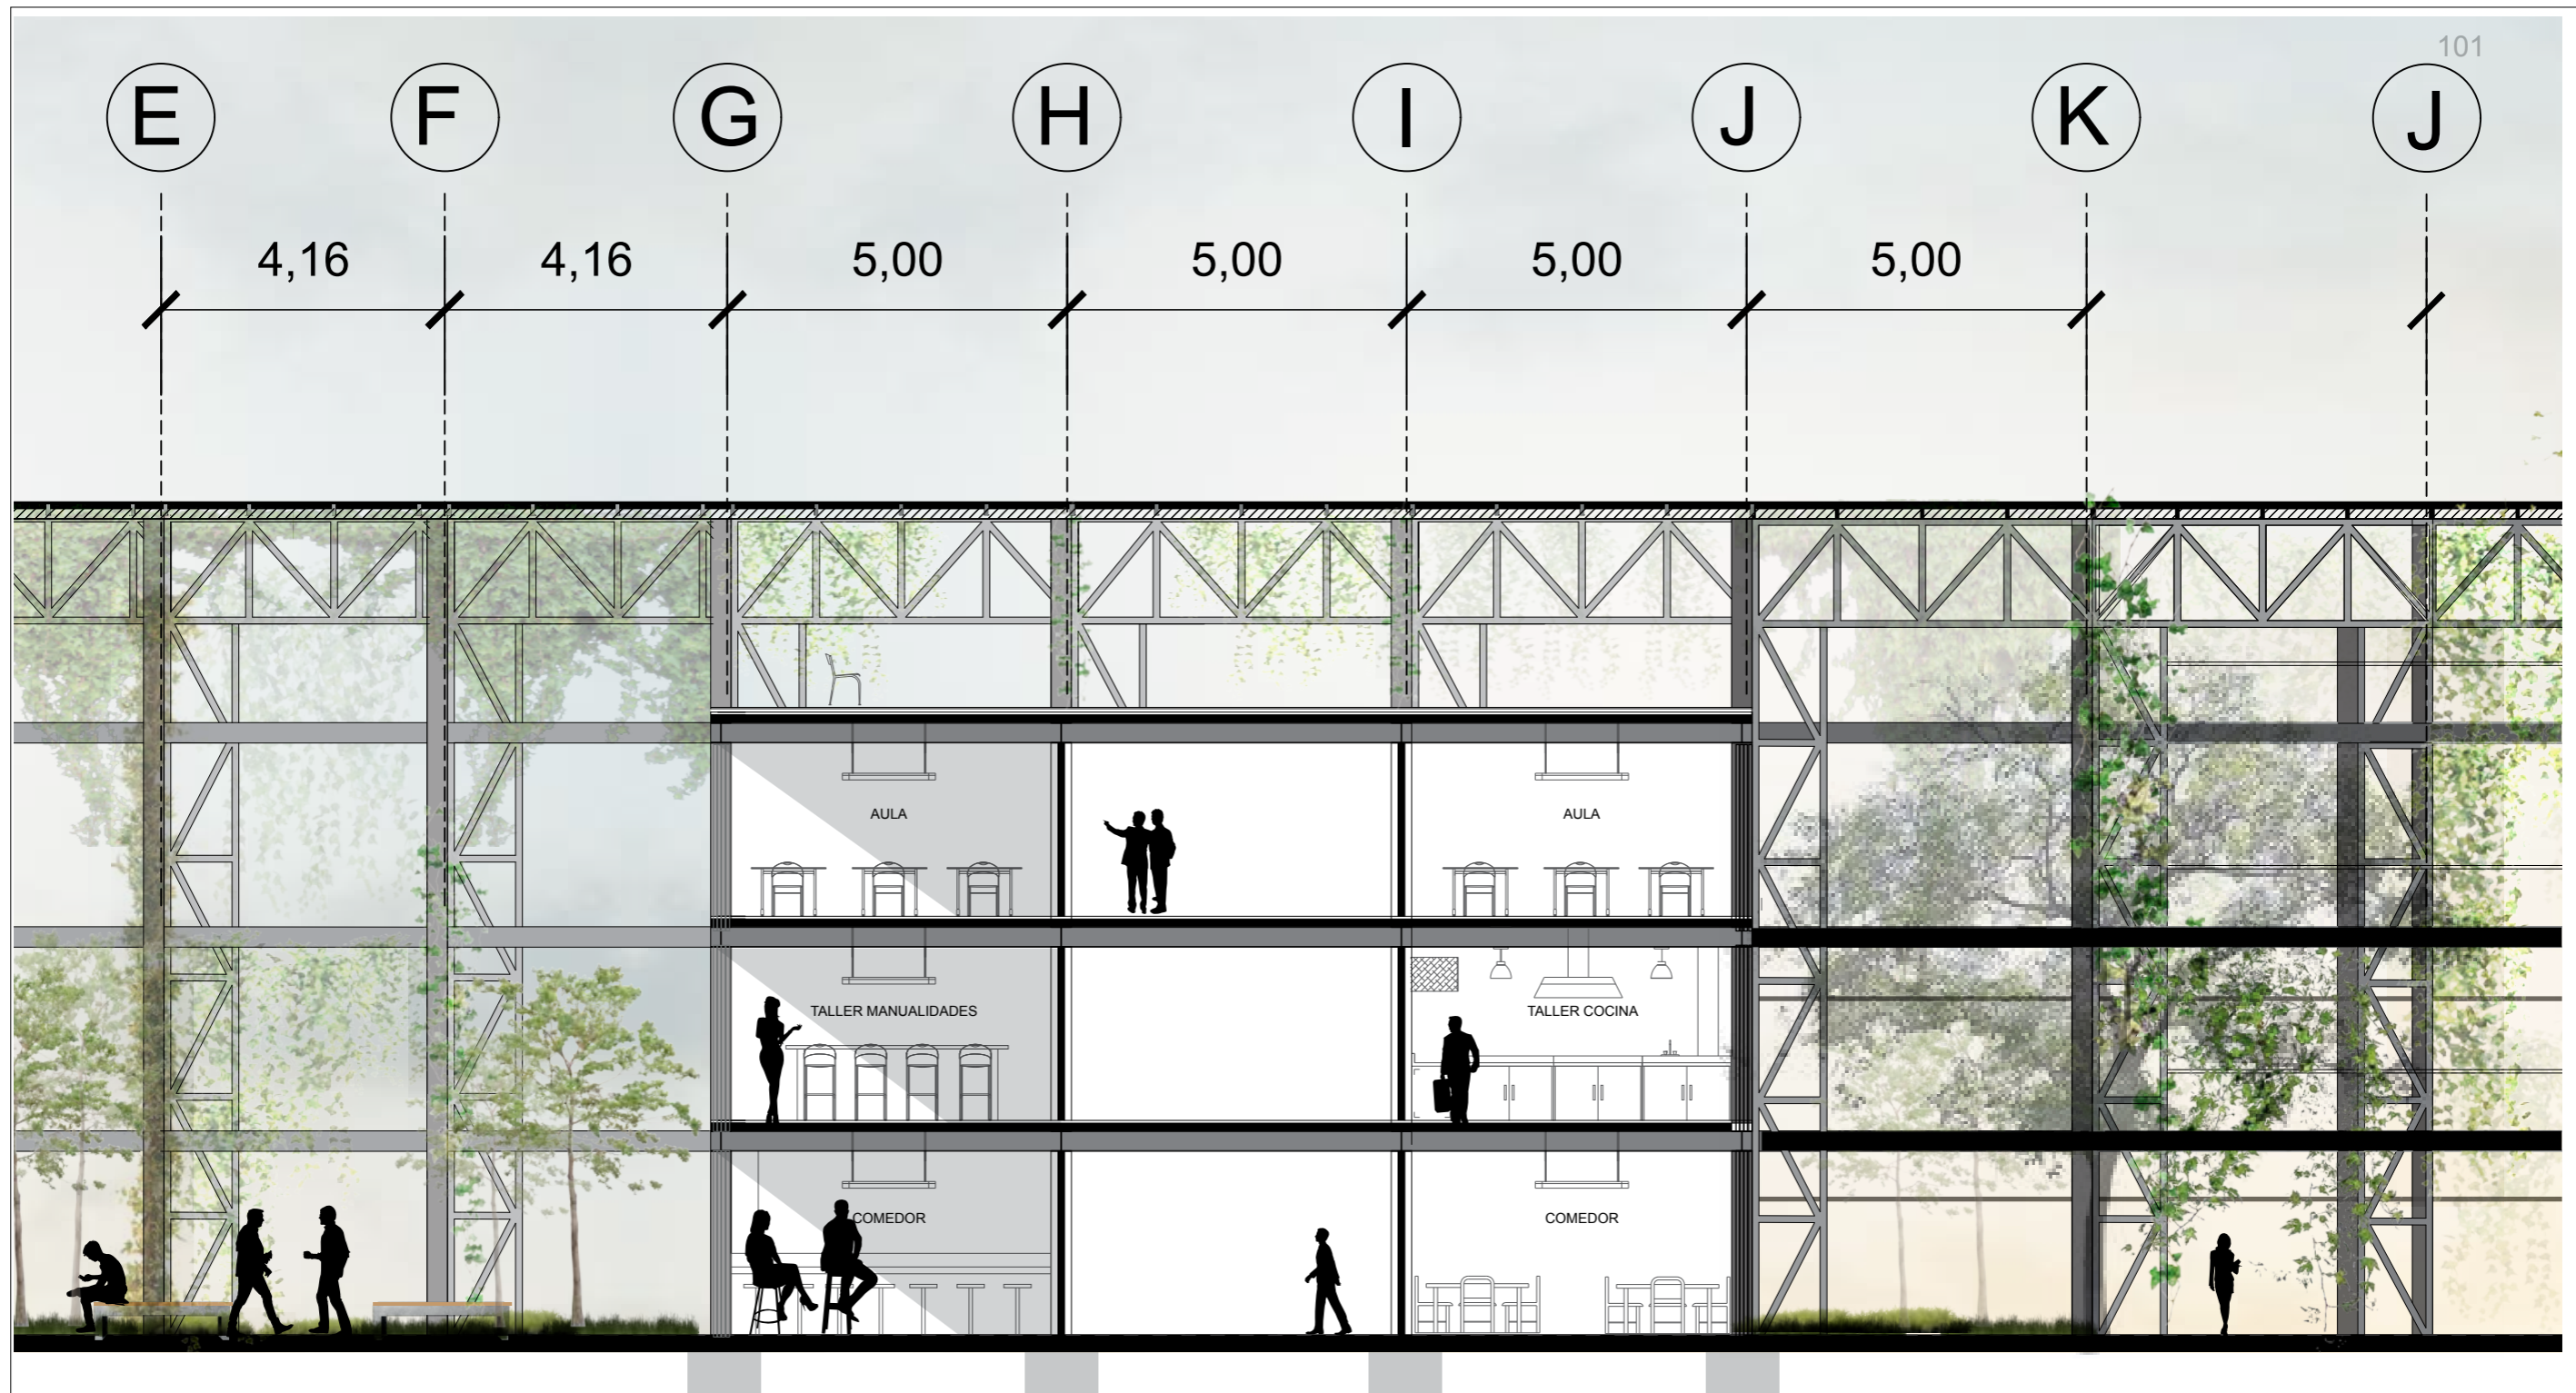 101
E F G H I J K J
4,16 4,16 5,00 5,00 5,00 5,00
AULA AULA
TALLER MANUALIDADES TALLER COCINA
COMEDOR COMEDOR